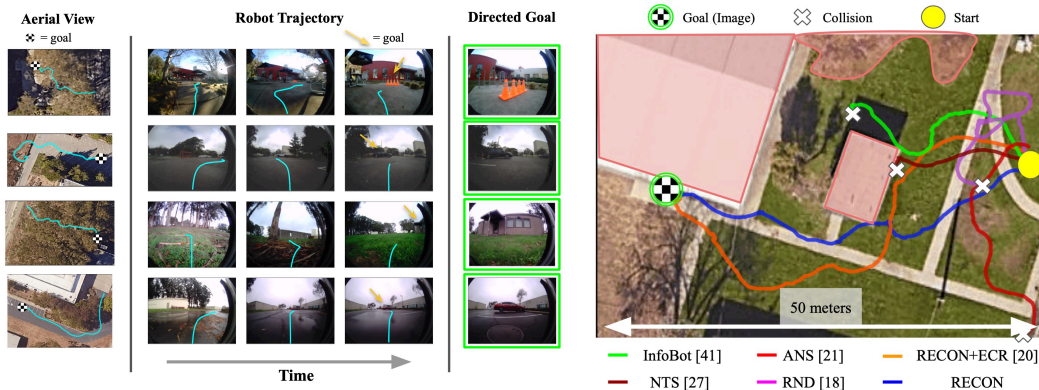 Aerial View
= goal
Robot Trajectory
= goal
Directed Goal
Time
Goal (Image)
Collision
Start
50 meters
InfoBot [41]
ANS [21]
RECON+ECR [20]
NTS [27]
RND [18]
RECON